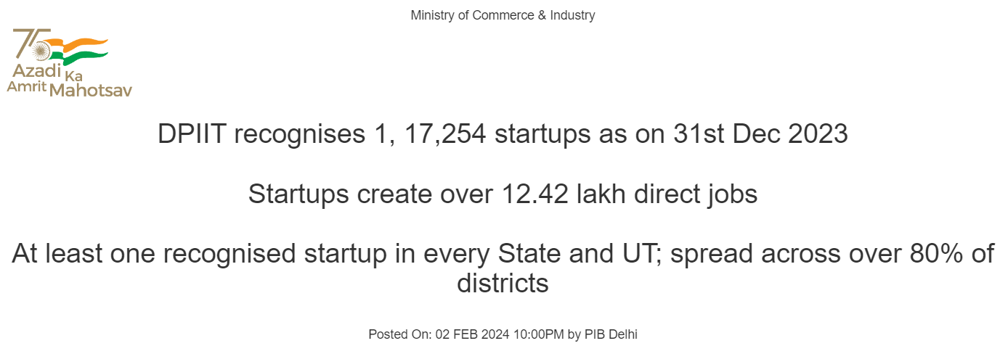 Ministry of Commerce & Industry
75
Azadi Ka
Amrit Mahotsav
DPIIT recognises 1, 17,254 startups as on 31st Dec 2023
Startups create over 12.42 lakh direct jobs
At least one recognised startup in every State and UT; spread across over 80% of
districts
Posted On: 02 FEB 2024 10:00PM by PIB Delhi